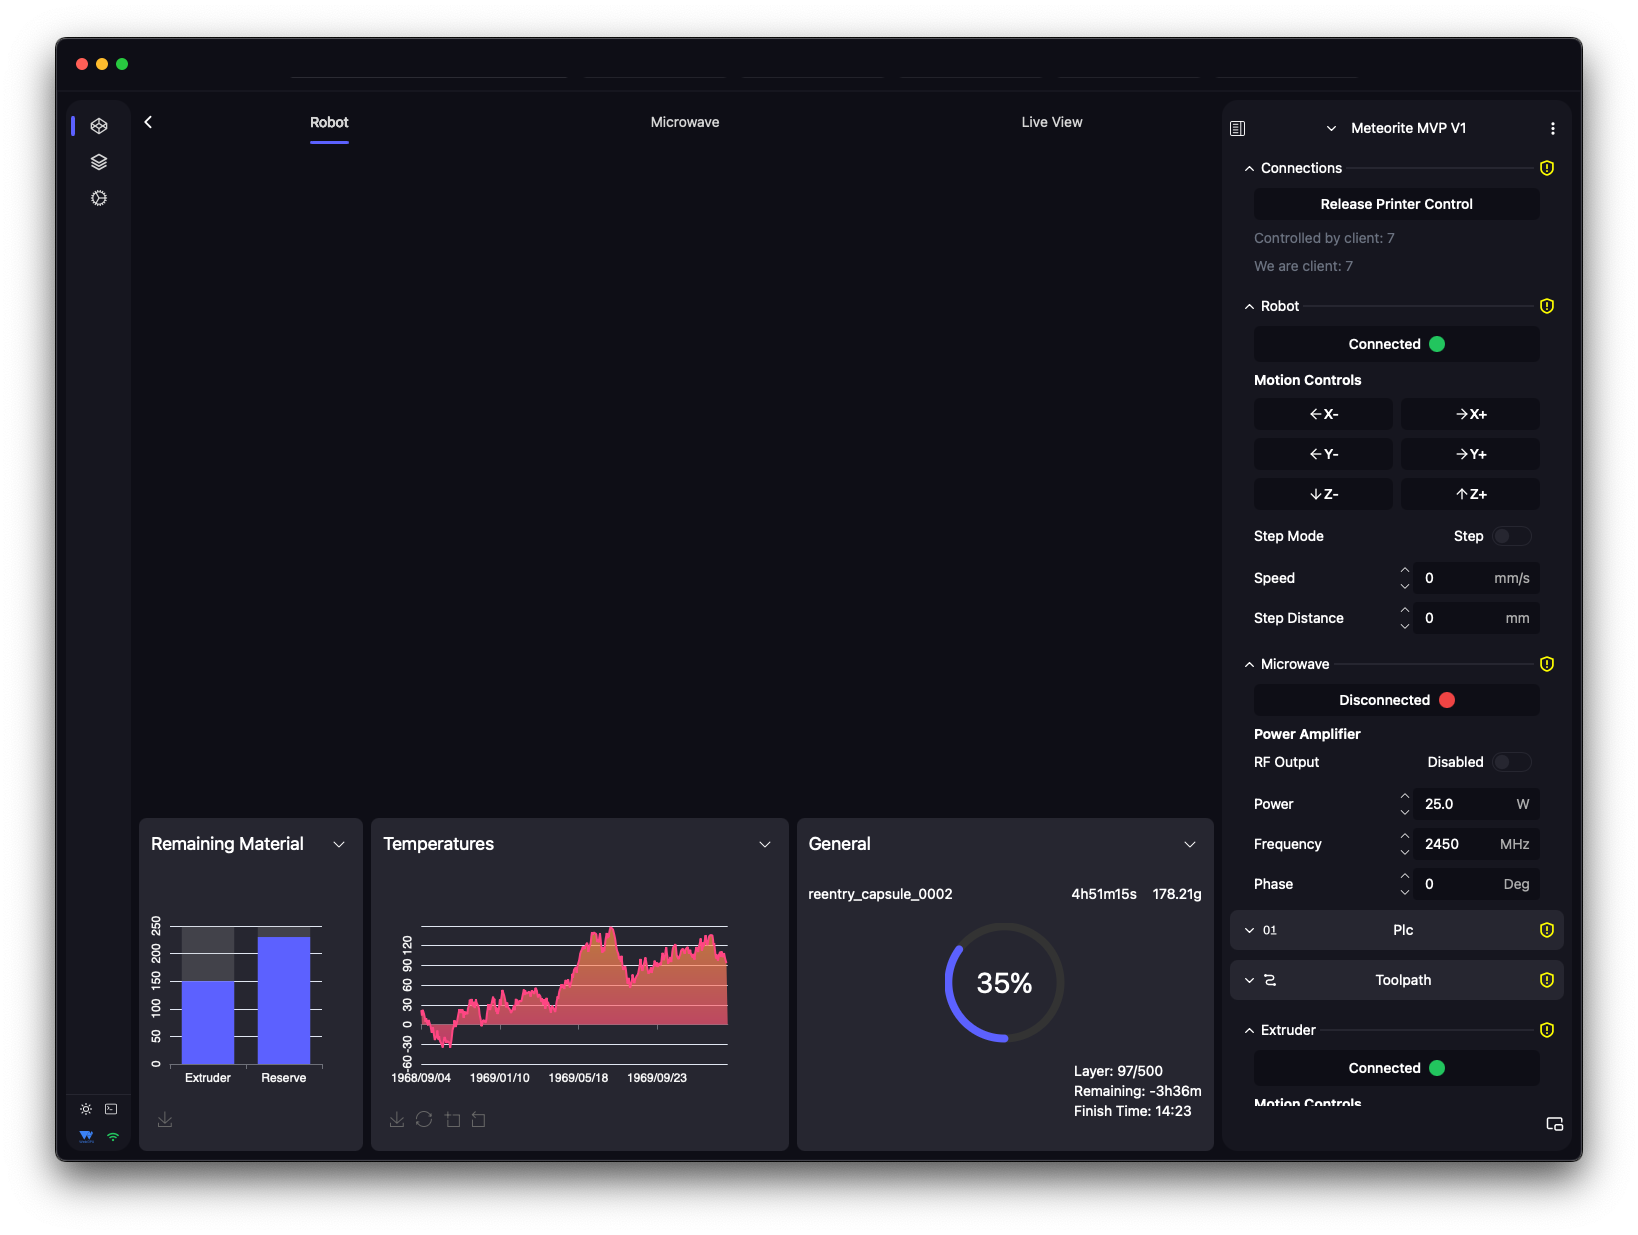 Robot
Microwave
Live View
Meteorite MVP V1
Connections
Release Printer Control
Controlled by client: 7
We are client: 7
Robot
Connected
Motion Controls
←X-
→X+
←Y-
→Y+
↓Z-
↑Z+
Step Mode
Step
Speed
0
mm/s
Step Distance
0
mm
Microwave
Disconnected
Power Amplifier
RF Output
Disabled
Power
25.0
W
Frequency
2450
MHz
Phase
0
Deg
01
Plc
Toolpath
Extruder
Connected
Motion Controls
Remaining Material
250
200
150
100
50
0
Extruder
Reserve
Temperatures
120
90
60
30
0
-30
-60
1968/09/04
1969/01/10
1969/05/18
1969/09/23
General
reentry_capsule_0002
4h51m15s
178.21g
35%
Layer: 97/500
Remaining: -3h36m
Finish Time: 14:23